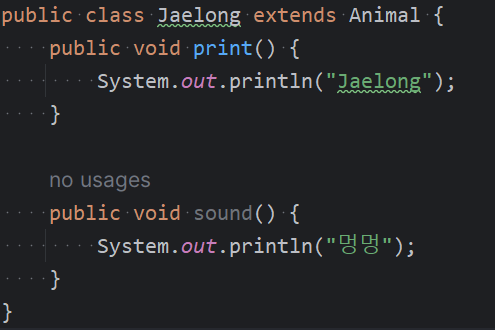 public class Jaelong extends Animal {
    public void print() {
        System.out.println("Jaelong");
    }
no usages
    public void sound() {
        System.out.println("멍멍");
    }
}